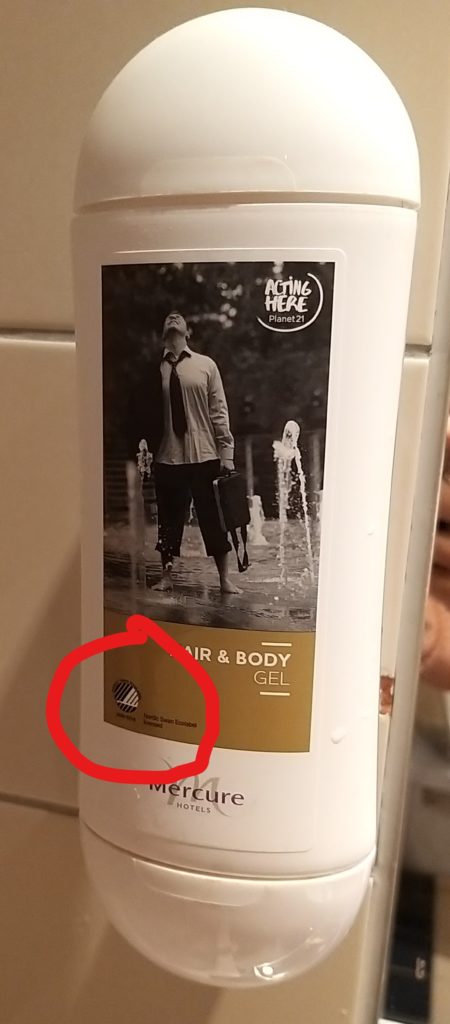 ACTING
HERE
Planet 21
AIR & BODY
GEL
Nordic Swan Ecolabel
Mercure
HOTELS